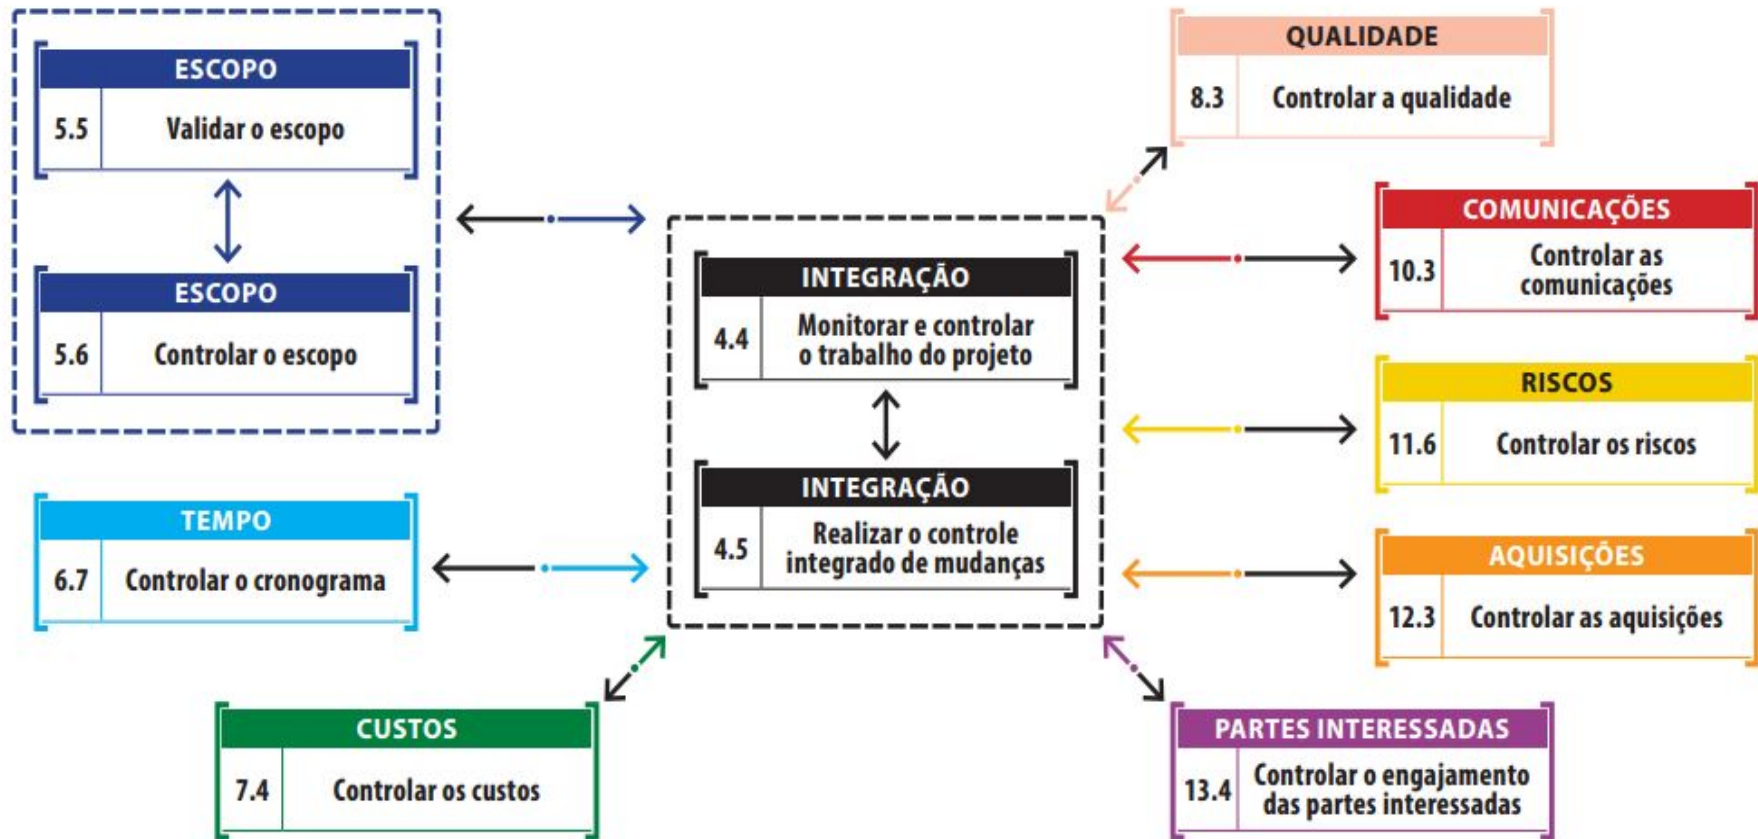 ESCOPO
5.5
Validar o escopo
ESCOPO
5.6
Controlar o escopo
TEMPO
6.7
Controlar o cronograma
CUSTOS
7.4
Controlar os custos
INTEGRAÇÃO
4.4
Monitorar e controlar
o trabalho do projeto
INTEGRAÇÃO
4.5
Realizar o controle
integrado de mudanças
QUALIDADE
8.3
Controlar a qualidade
COMUNICAÇÕES
10.3
Controlar as
comunicações
RISCOS
11.6
Controlar os riscos
AQUISIÇÕES
12.3
Controlar as aquisições
PARTES INTERESSADAS
13.4
Controlar o engajamento
das partes interessadas